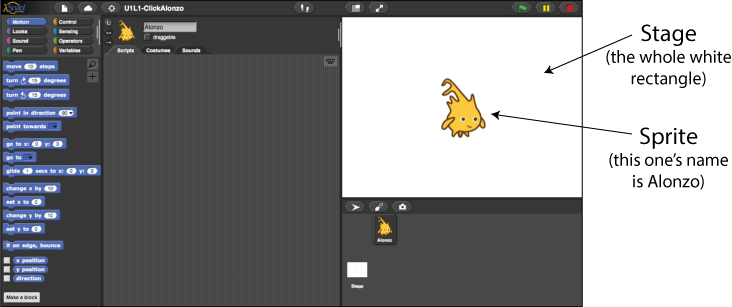 Snap!
U1L1-ClickAlonzo
Motion
Control
Looks
Sensing
Sound
Operators
Pen
Variables
Alonzo
draggable
Scripts
Costumes
Sounds
move 10 steps
turn 15 degrees
turn 15 degrees
point in direction 90
point towards
go to x: 0 y: 0
go to
glide 1 secs to x: 0 y: 0
change x by 10
set x to 0
change y by 10
set y to 0
if on edge, bounce
x position
y position
direction
Make a block
Alonzo
Stage
Stage
(the whole white
rectangle)
Sprite
(this one’s name
is Alonzo)